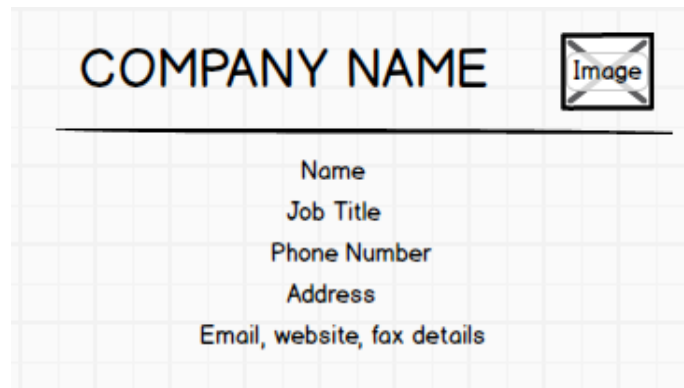 COMPANY NAME
Image
Name
Job Title
Phone Number
Address
Email, website, fax details